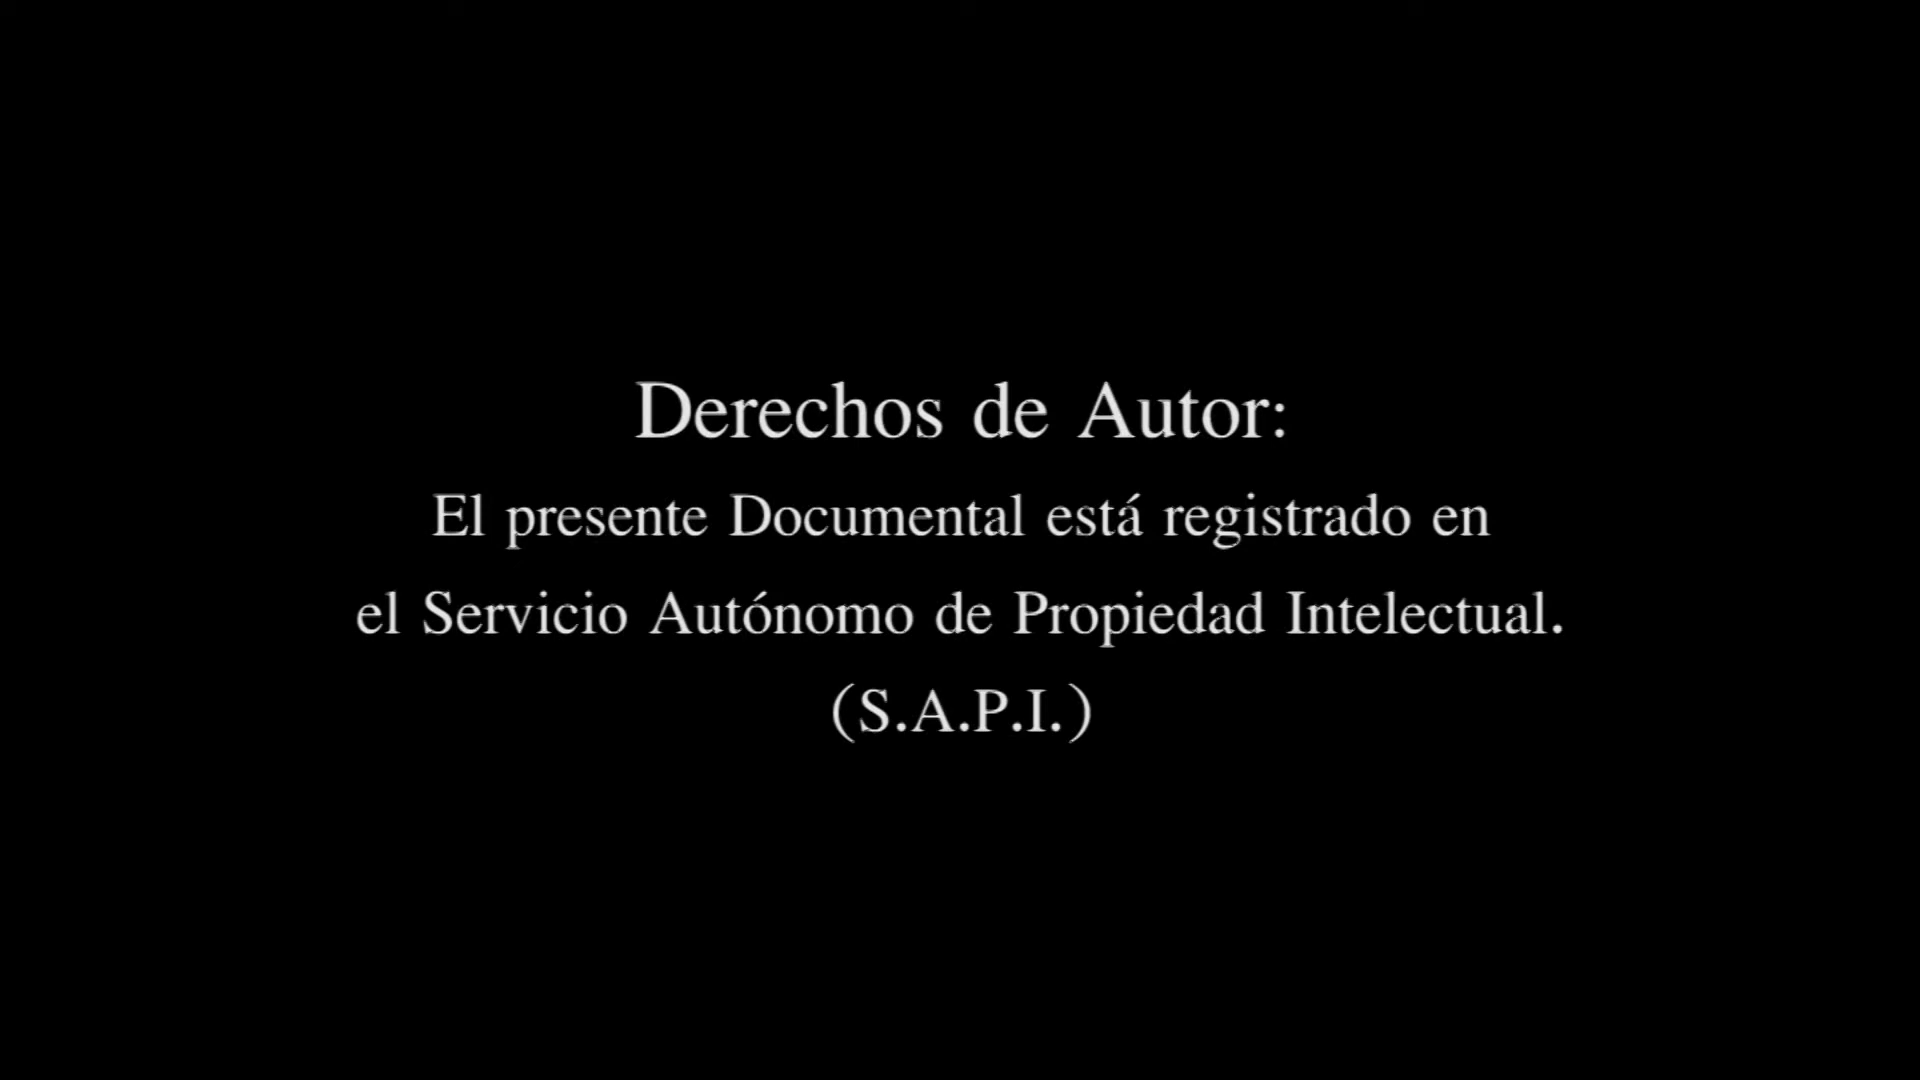 Derechos de Autor:
El presente Documental está registrado en
el Servicio Autónomo de Propiedad Intelectual.
(S.A.P.I.)